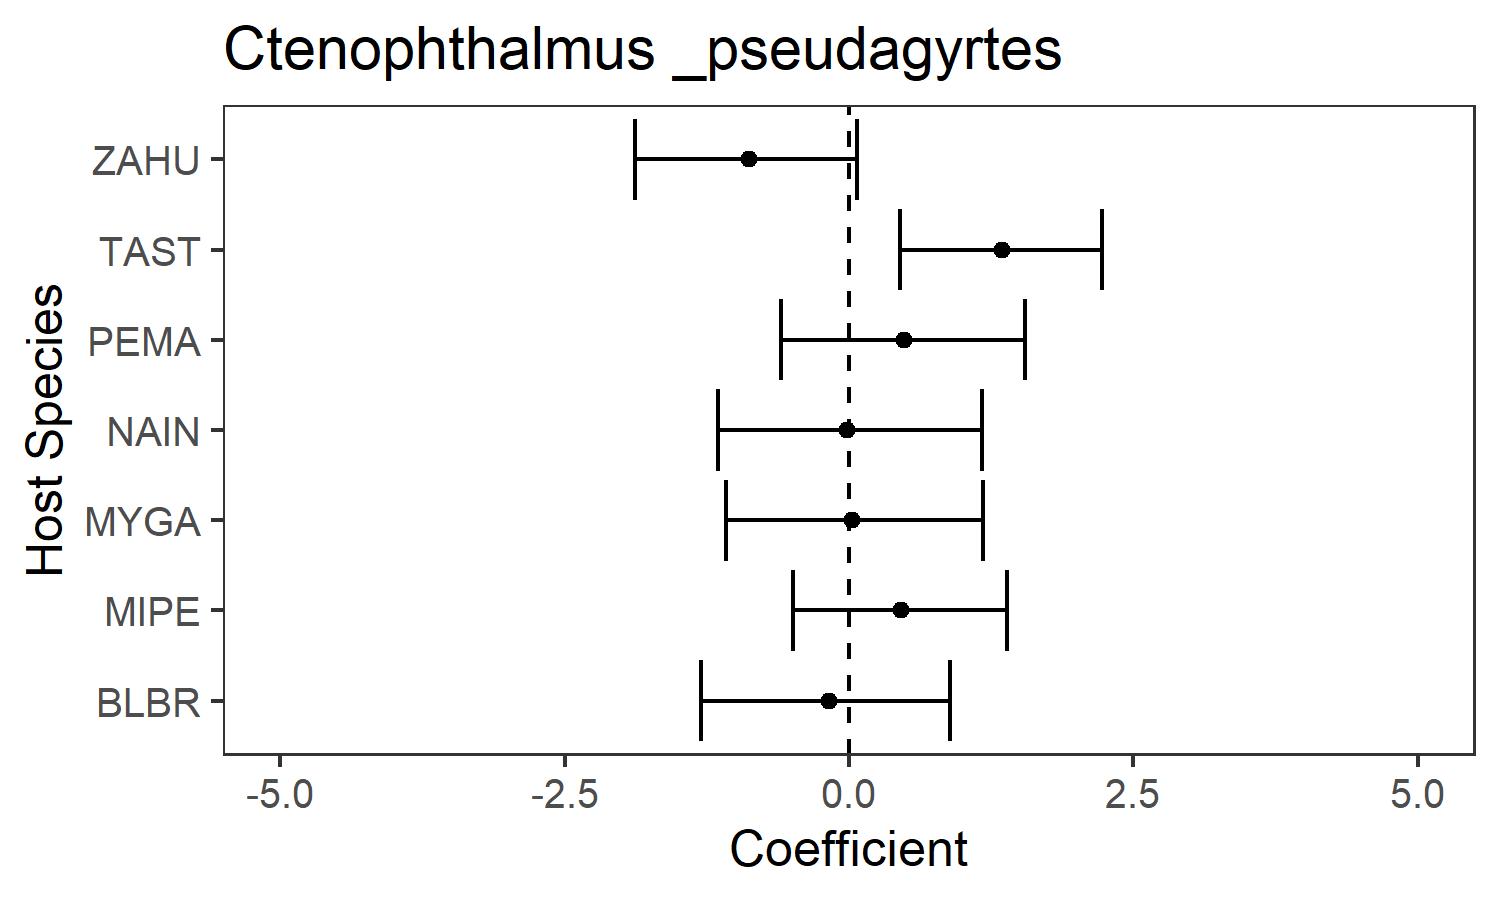 Ctenophthalmus _pseudagyrtes
ZAHU
TAST
PEMA
NAIN
MYGA
MIPE
BLBR
Host Species
-5.0 -2.5 0.0 2.5 5.0
Coefficient